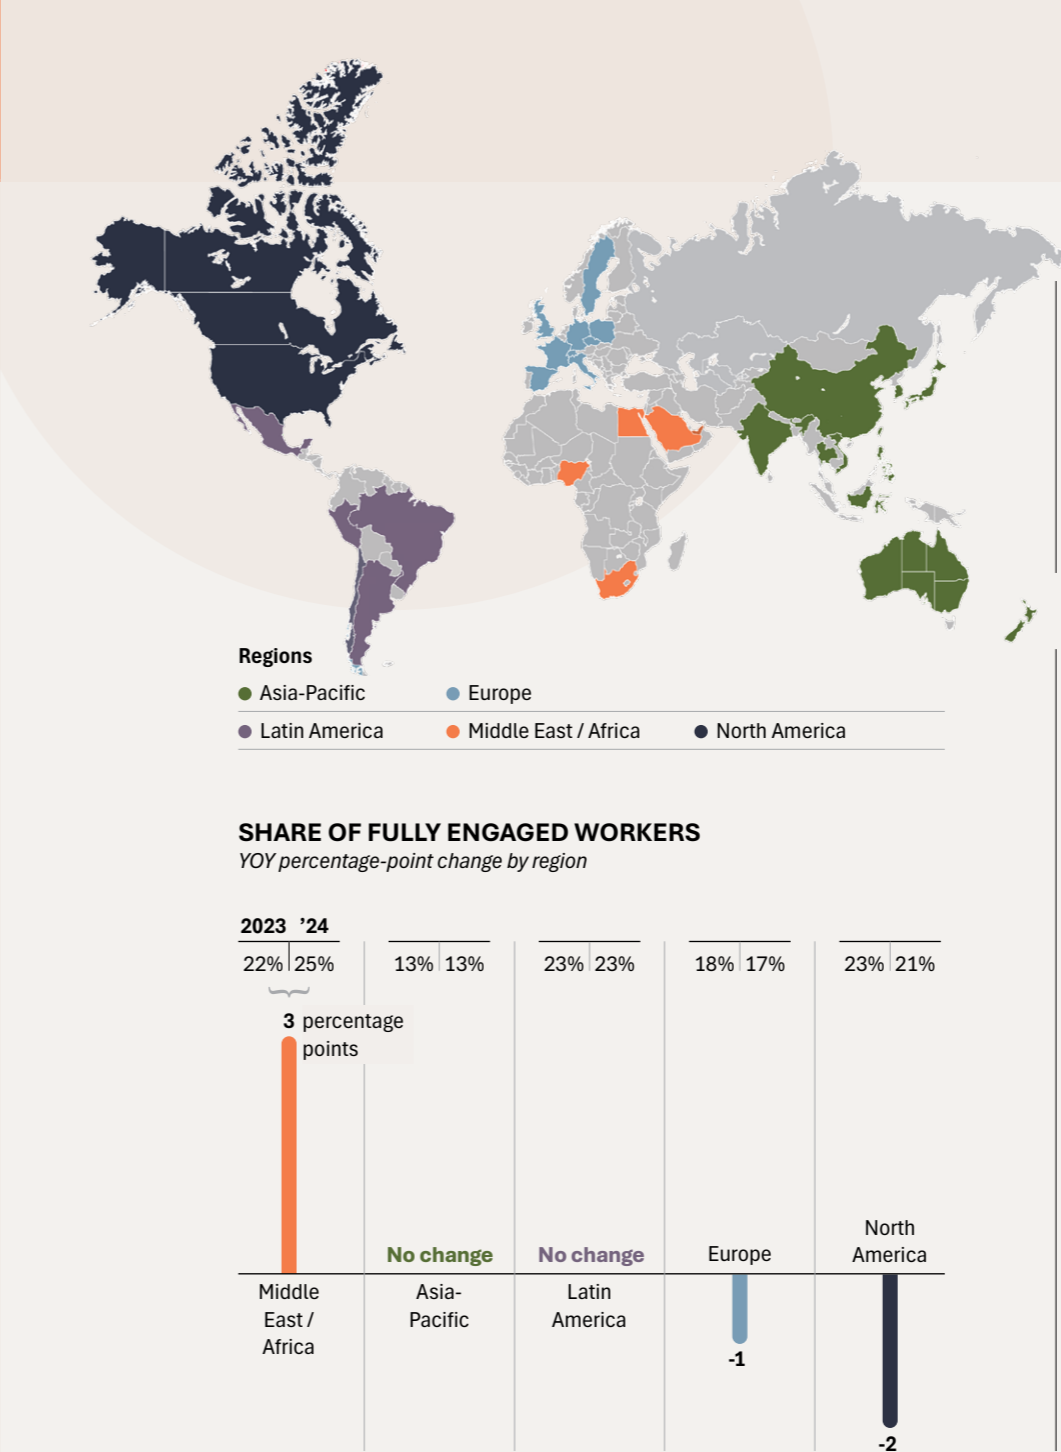 Regions
Asia-Pacific
Europe
Latin America
Middle East / Africa
North America
SHARE OF FULLY ENGAGED WORKERS
YOY percentage-point change by region
2023 ’24
22% 25%
13% 13%
23% 23%
18% 17%
23% 21%
3 percentage
points
No change
No change
Europe
North
America
Middle
East /
Africa
Asia-
Pacific
Latin
America
-1
-2